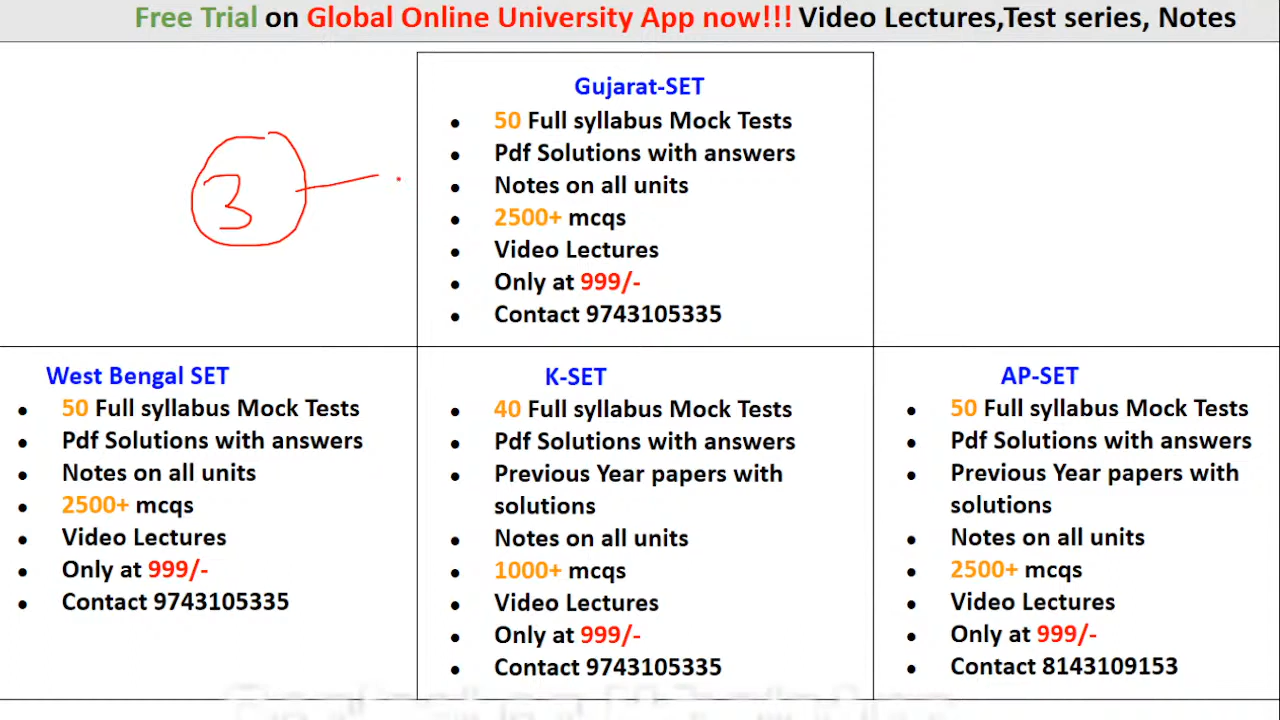 Free Trial on Global Online University App now!!! Video Lectures,Test series, Notes
3
Gujarat-SET
• 50 Full syllabus Mock Tests
• Pdf Solutions with answers
• Notes on all units
• 2500+ mcqs
• Video Lectures
• Only at 999/-
• Contact 9743105335
West Bengal SET
• 50 Full syllabus Mock Tests
• Pdf Solutions with answers
• Notes on all units
• 2500+ mcqs
• Video Lectures
• Only at 999/-
• Contact 9743105335
K-SET
• 40 Full syllabus Mock Tests
• Pdf Solutions with answers
• Previous Year papers with
solutions
• Notes on all units
• 1000+ mcqs
• Video Lectures
• Only at 999/-
• Contact 9743105335
AP-SET
• 50 Full syllabus Mock Tests
• Pdf Solutions with answers
• Previous Year papers with
solutions
• Notes on all units
• 2500+ mcqs
• Video Lectures
• Only at 999/-
• Contact 8143109153